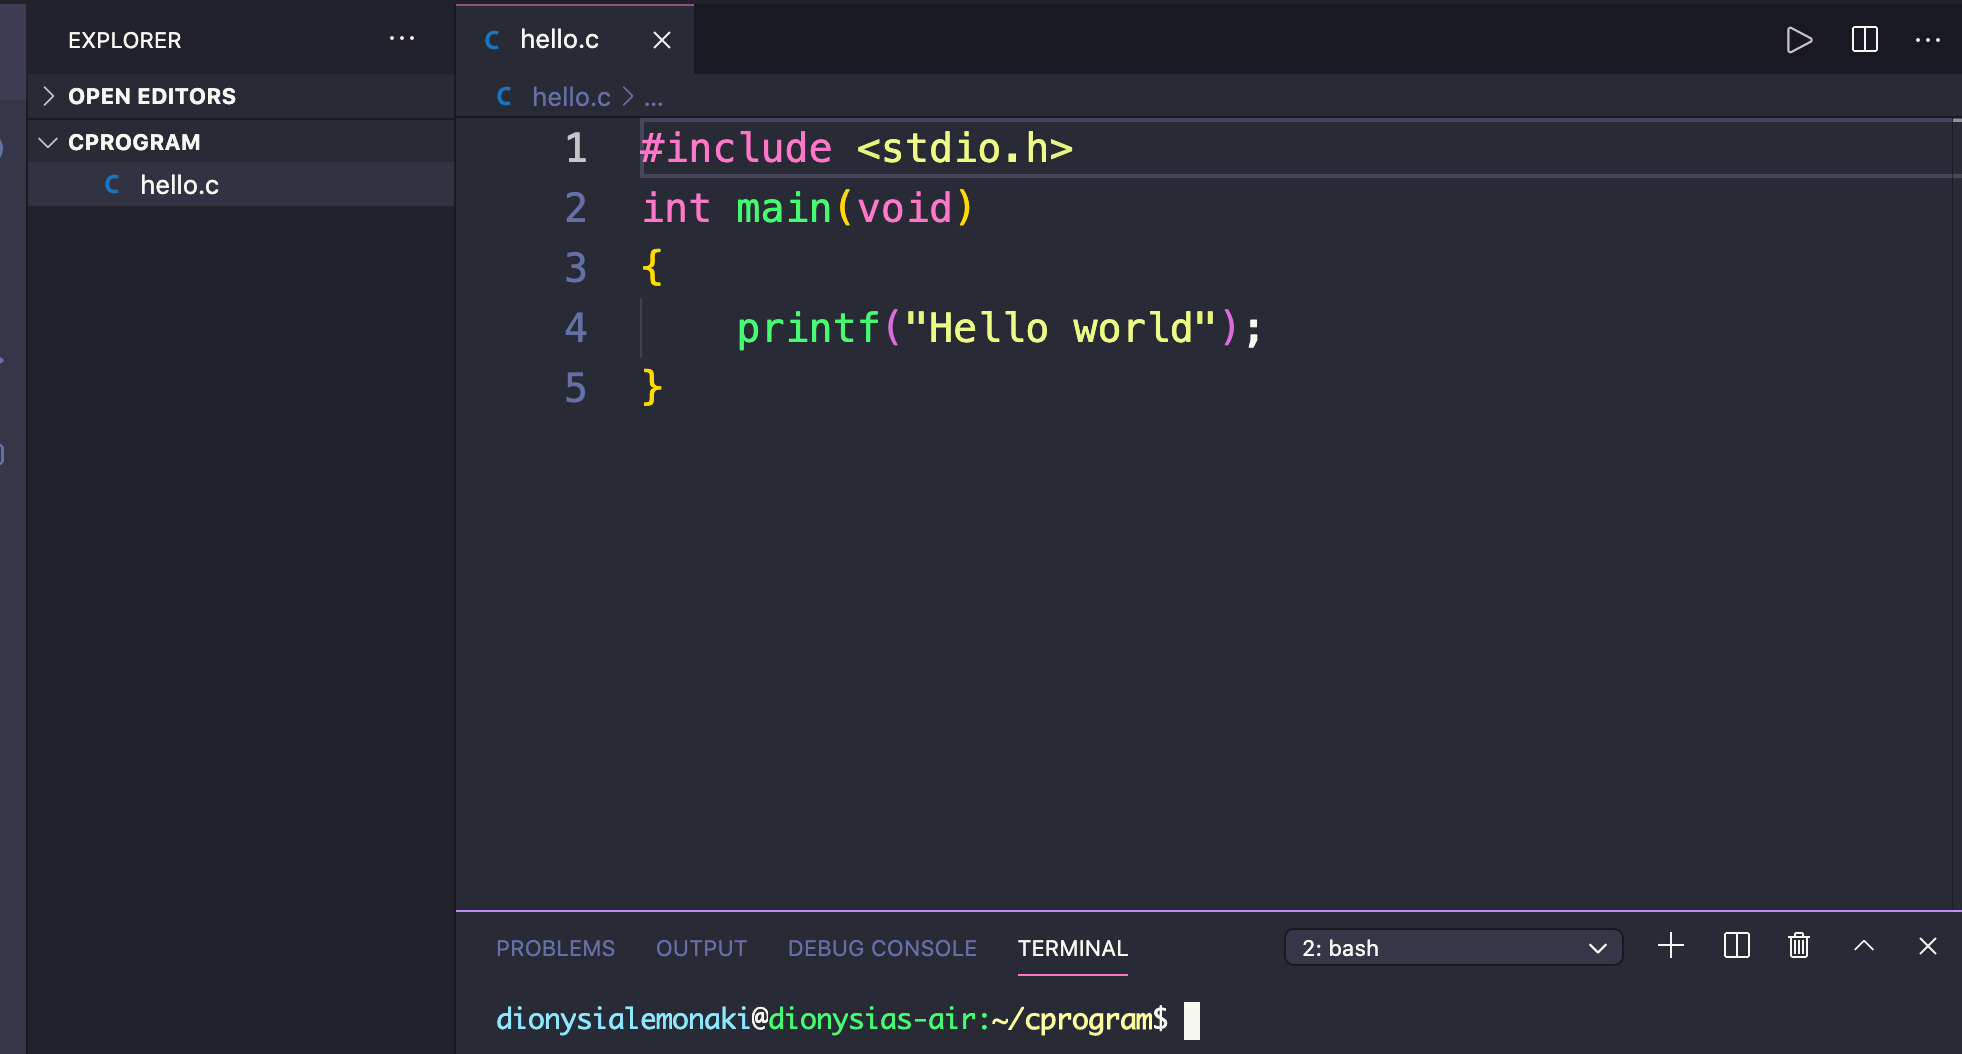 EXPLORER ...
OPEN EDITORS
CPROGRAM
C hello.c
C hello.c
C hello.c > ...
1 #include <stdio.h>
2 int main(void)
3 {
4     printf("Hello world");
5 }
PROBLEMS OUTPUT DEBUG CONSOLE TERMINAL 2: bash
dionysialemonaki@dionysias-air:~/cprogram$